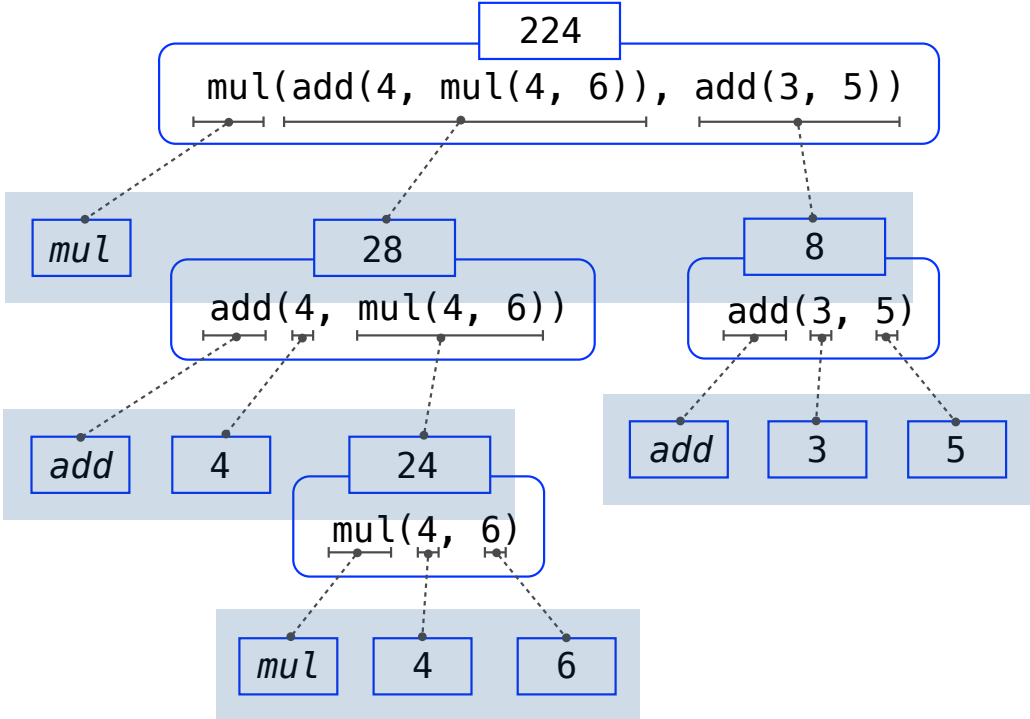 224
mul(add(4, mul(4, 6)), add(3, 5))
mul 28 8
add(4, mul(4, 6)) add(3, 5)
add 4 24 add 3 5
mul(4, 6)
mul 4 6